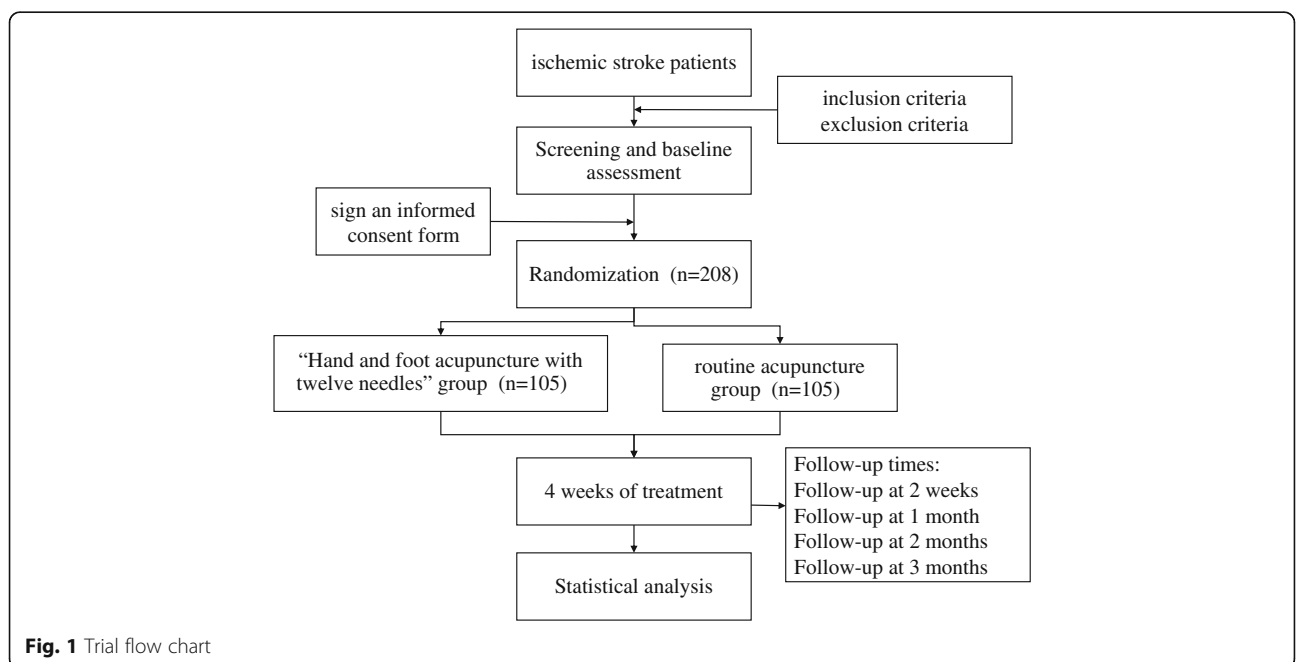 ischemic stroke patients
inclusion criteria
exclusion criteria
Screening and baseline
assessment
sign an informed
consent form
Randomization (n=208)
“Hand and foot acupuncture with
twelve needles” group (n=105)
routine acupuncture
group (n=105)
4 weeks of treatment
Follow-up times:
Follow-up at 2 weeks
Follow-up at 1 month
Follow-up at 2 months
Follow-up at 3 months
Statistical analysis
Fig. 1 Trial flow chart